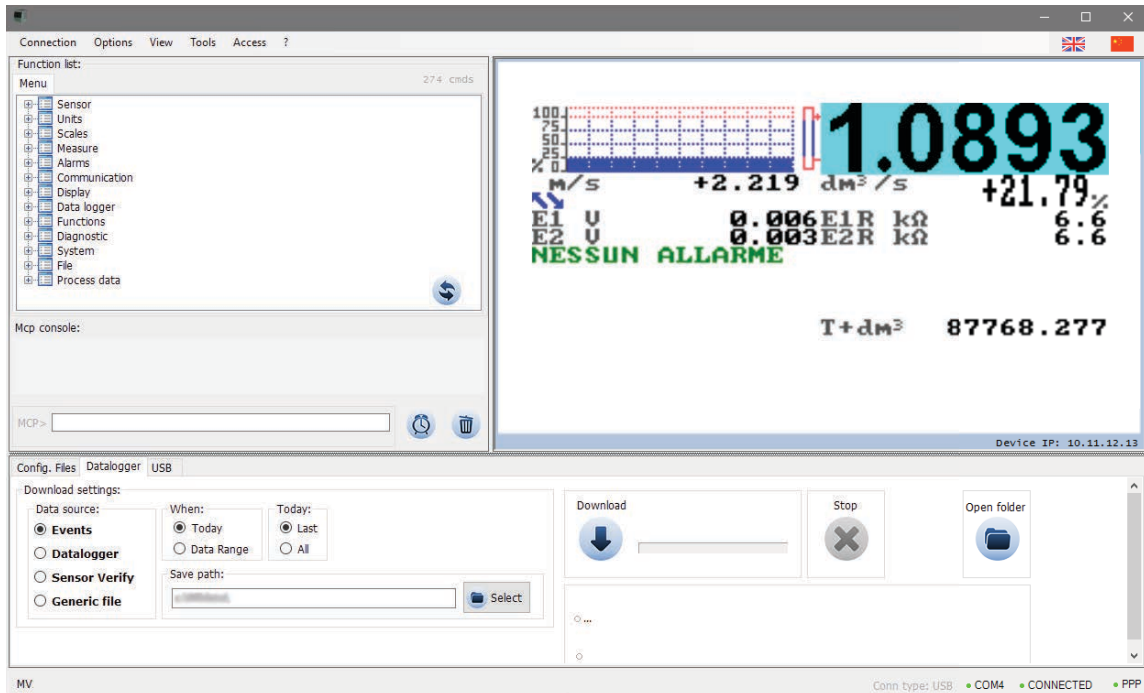 Connection Options View Tools Access ?
Function list:
Menu
274 cmds
Sensor
Units
Scales
Measure
Alarms
Communication
Display
Data logger
Functions
Diagnostic
System
File
Process data
Mcp console:
MCP>
100
75
50
25
% 0
1.0893
m/s +2.219 dm³/s +21.79%
E1 V 0.006 E1R kΩ 6.6
E2 V 0.003 E2R kΩ 6.6
NESSUN ALLARME
T+dm³ 87768.277
Device IP: 10.11.12.13
Config. Files Datalogger USB
Download settings:
Data source:
Events
Datalogger
Sensor Verify
Generic file
When:
Today
Data Range
Today:
Last
All
Save path:
Select
Download
Stop
Open folder
...
MV
Conn type: USB COM4 CONNECTED PPP